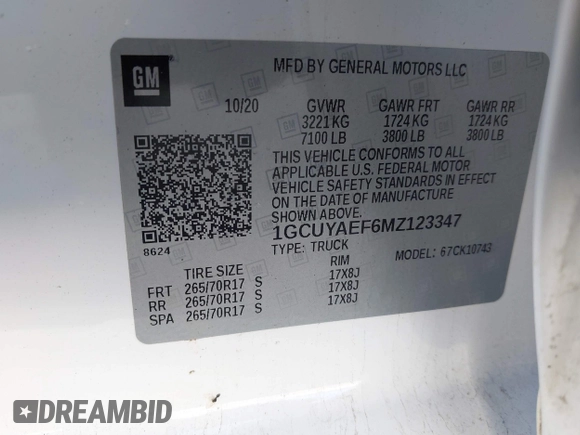 GM
MFD BY GENERAL MOTORS LLC
10/20 GVWR GAWR FRT GAWR RR
3221 KG 1724 KG 1724 KG
7100 LB 3800 LB 3800 LB
THIS VEHICLE CONFORMS TO ALL
APPLICABLE U.S. FEDERAL MOTOR
VEHICLE SAFETY STANDARDS IN EFFECT
ON THE DATE OF MANUFACTURE
SHOWN ABOVE.
8624
1GCUYAEF6MZ123347
TYPE: TRUCK MODEL: 67CK10743
TIRE SIZE RIM
FRT 265/70R17 S 17X8J
RR 265/70R17 S 17X8J
SPA 265/70R17 S 17X8J
DREAMBID